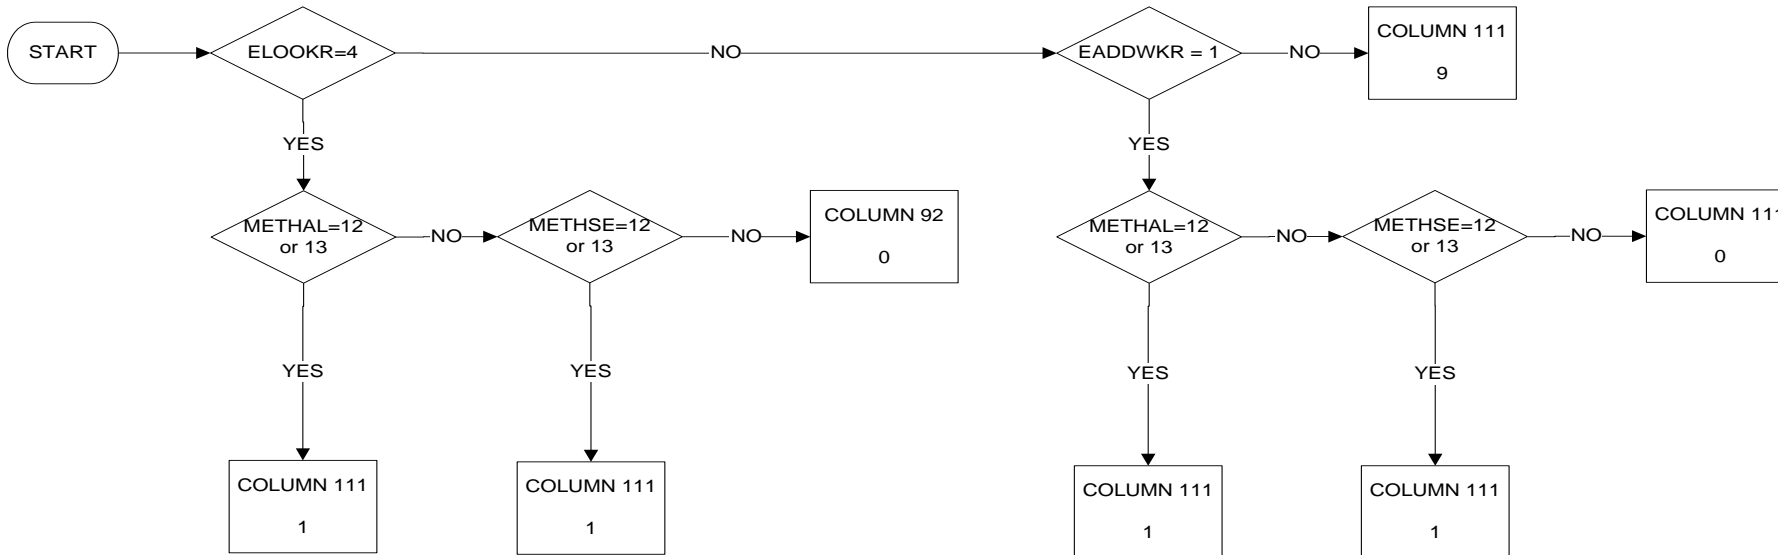 START
ELOOKR=4
NO
EADDWKR = 1
NO
COLUMN 111
9
YES
YES
METHAL=12
or 13
NO
METHSE=12
or 13
NO
COLUMN 92
0
METHAL=12
or 13
NO
METHSE=12
or 13
NO
COLUMN 111
0
YES
YES
YES
YES
COLUMN 111
1
COLUMN 111
1
COLUMN 111
1
COLUMN 111
1